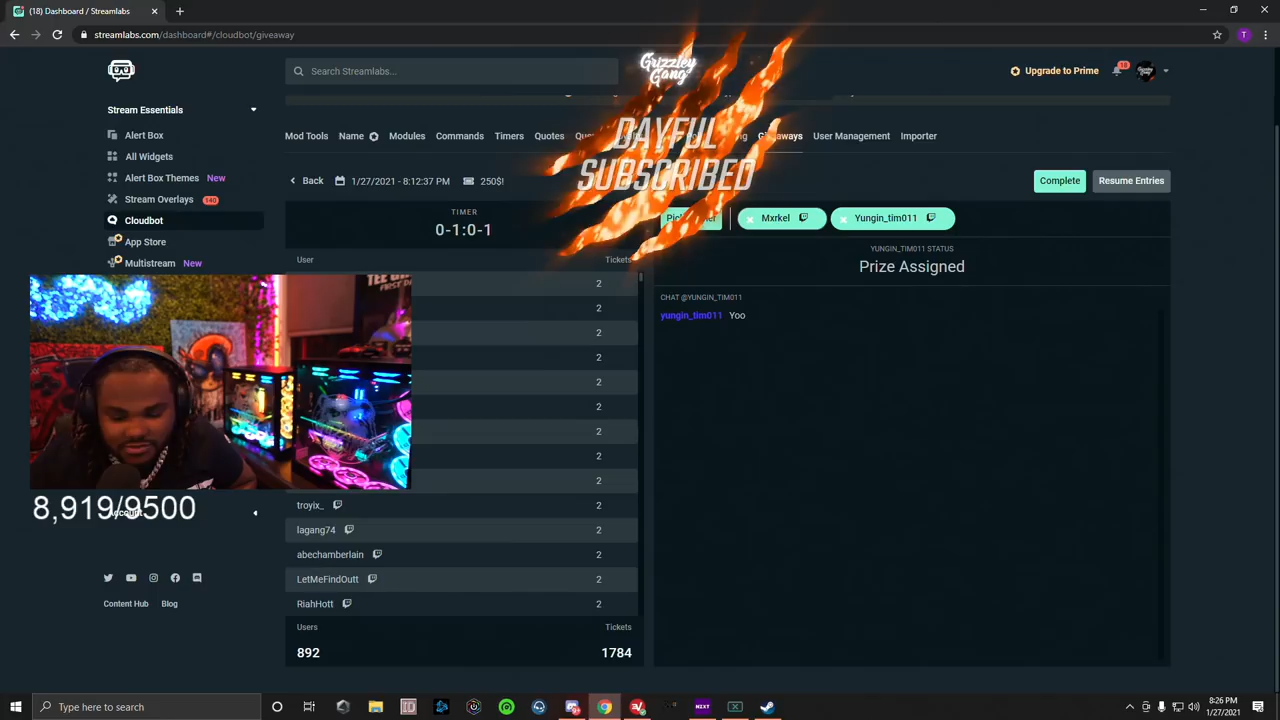 (18) Dashboard / Streamlabs
streamlabs.com/dashboard#/cloudbot/giveaway
Search Streamlabs...
Grizzley
Gang
Upgrade to Prime
18
Stream Essentials
Alert Box
All Widgets
Alert Box Themes New
Stream Overlays 140
Cloudbot
App Store
Multistream New
Mod Tools Name Modules Commands Timers Quotes Giveaways User Management Importer
DAYFUL
SUBSCRIBED
Back 1/27/2021 - 8:12:37 PM 250$!
Complete Resume Entries
TIMER
0-1:0-1
Mxrkel Yungin_tim011
User Tickets
YUNGIN_TIM011 STATUS
Prize Assigned
CHAT @YUNGIN_TIM011
yungin_tim011 Yoo
2
2
2
2
2
2
2
2
2
troyix_ 2
lagang74 2
abechamberlain 2
LetMeFindOutt 2
RiahHott 2
Users Tickets
892 1784
8,919/9500
Account
Content Hub Blog
Type here to search
8:26 PM
1/27/2021